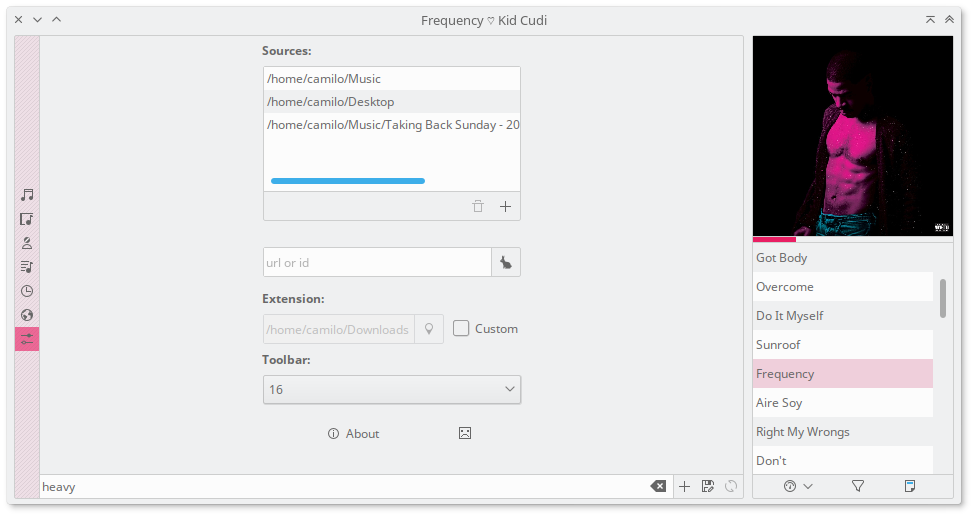 Frequency ♡ Kid Cudi
Sources:
/home/camilo/Music
/home/camilo/Desktop
/home/camilo/Music/Taking Back Sunday - 20
url or id
Extension:
/home/camilo/Downloads
Custom
Toolbar:
16
About
heavy
Got Body
Overcome
Do It Myself
Sunroof
Frequency
Aire Soy
Right My Wrongs
Don't